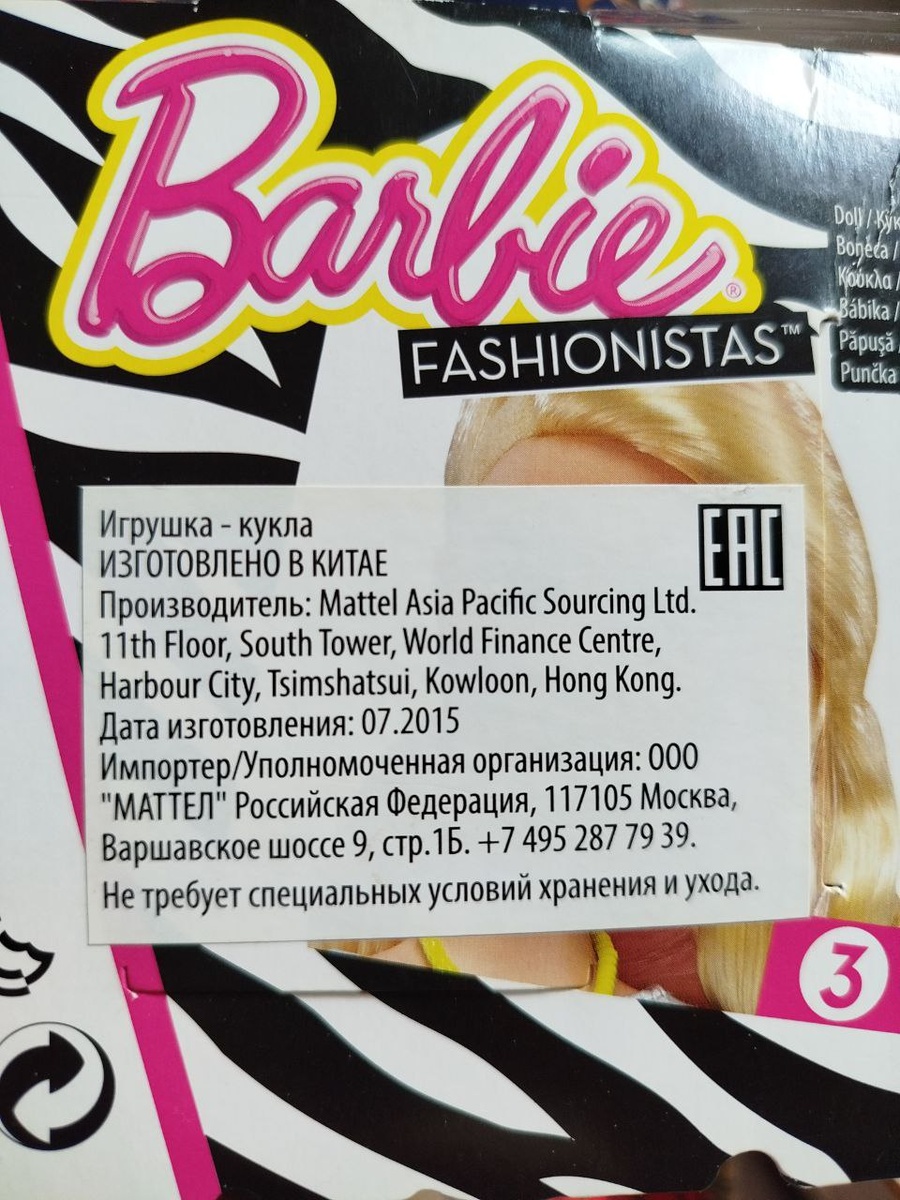 Barbie®
FASHIONISTAS™
Doll /
Boneca /
Κούκλα /
Bábika /
Păpuşă /
Punčka
Игрушка - кукла
EAC
ИЗГОТОВЛЕНО В КИТАЕ
Производитель: Mattel Asia Pacific Sourcing Ltd.
11th Floor, South Tower, World Finance Centre,
Harbour City, Tsimshatsui, Kowloon, Hong Kong.
Дата изготовления: 07.2015
Импортер/Уполномоченная организация: ООО
"МАТТЕЛ" Российская Федерация, 117105 Москва,
Варшавское шоссе 9, стр.1Б. +7 495 287 79 39.
Не требует специальных условий хранения и ухода.
3